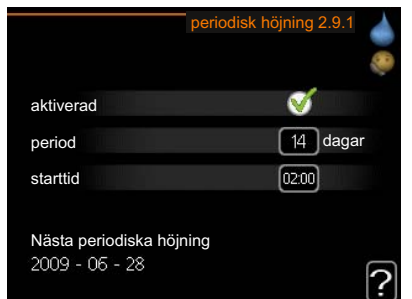 periodisk höjning 2.9.1
aktiverad
period 14 dagar
starttid 02:00
Nästa periodiska höjning
2009 - 06 - 28
?